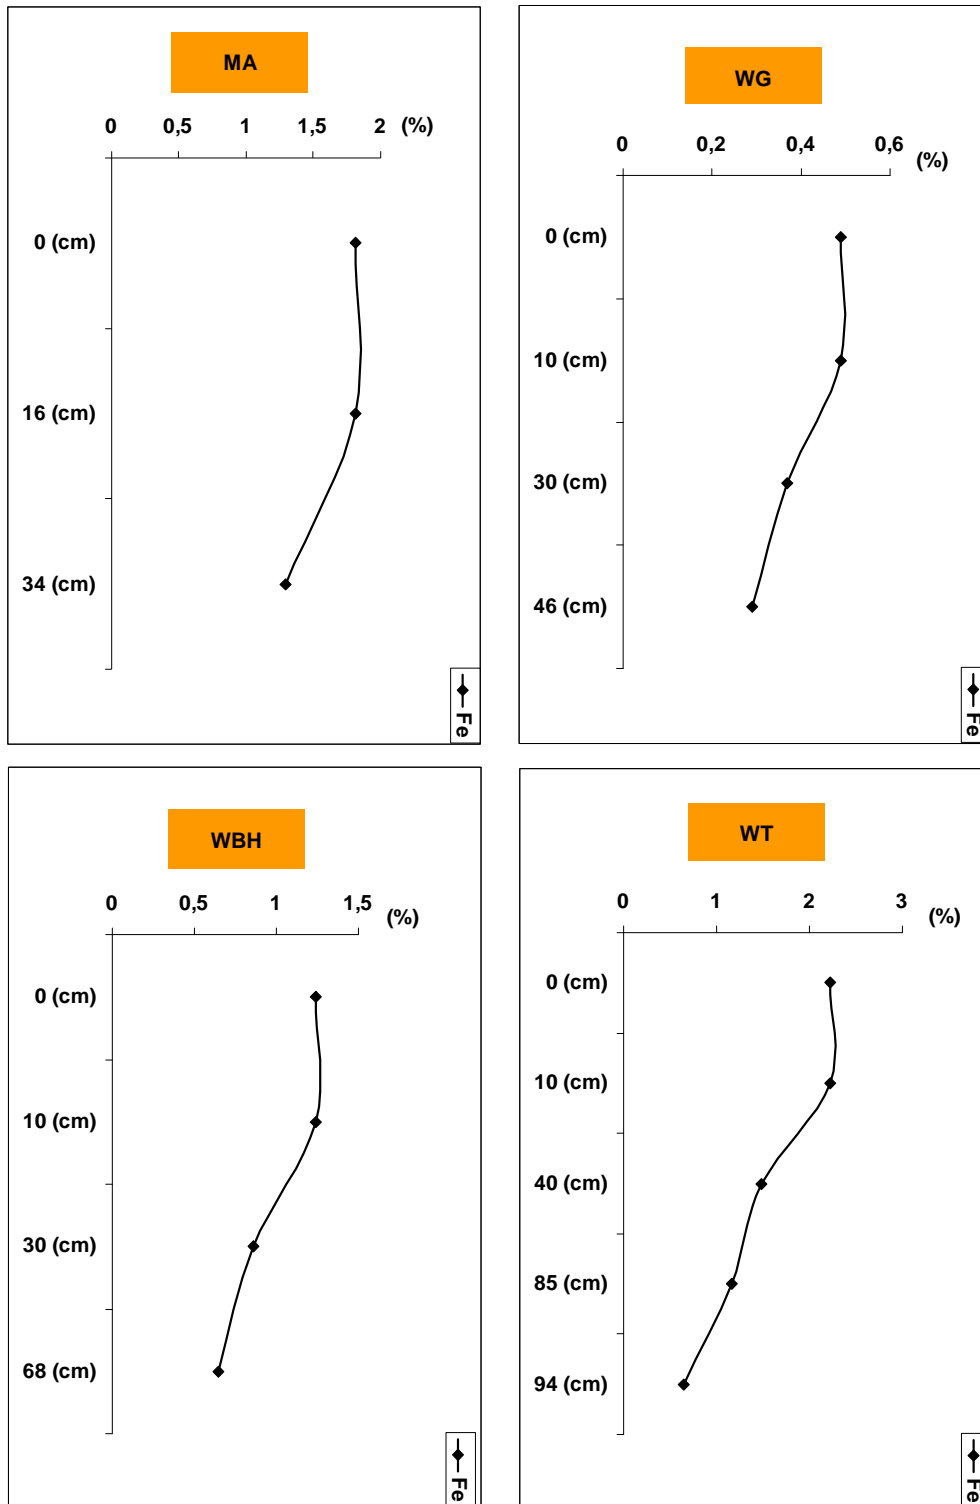 MA
0 0,5 1 1,5 2 (%)
0 (cm)
16 (cm)
34 (cm)
Fe
WG
0 0,2 0,4 0,6 (%)
0 (cm)
10 (cm)
30 (cm)
46 (cm)
Fe
WBH
0 0,5 1 1,5 (%)
0 (cm)
10 (cm)
30 (cm)
68 (cm)
Fe
WT
0 1 2 3 (%)
0 (cm)
10 (cm)
40 (cm)
85 (cm)
94 (cm)
Fe